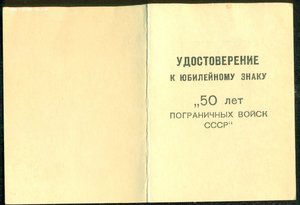 УДОСТОВЕРЕНИЕ
К ЮБИЛЕЙНОМУ ЗНАКУ
„50 лет
ПОГРАНИЧНЫХ ВОЙСК
СССР“